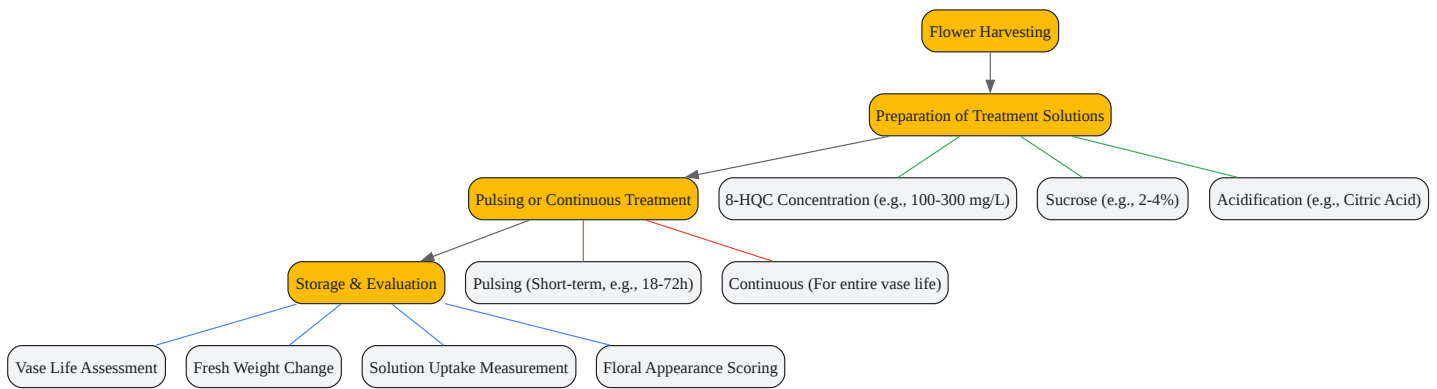 Flower Harvesting
Preparation of Treatment Solutions
Pulsing or Continuous Treatment
8-HQC Concentration (e.g., 100-300 mg/L)
Sucrose (e.g., 2-4%)
Acidification (e.g., Citric Acid)
Storage & Evaluation
Pulsing (Short-term, e.g., 18-72h)
Continuous (For entire vase life)
Vase Life Assessment
Fresh Weight Change
Solution Uptake Measurement
Floral Appearance Scoring